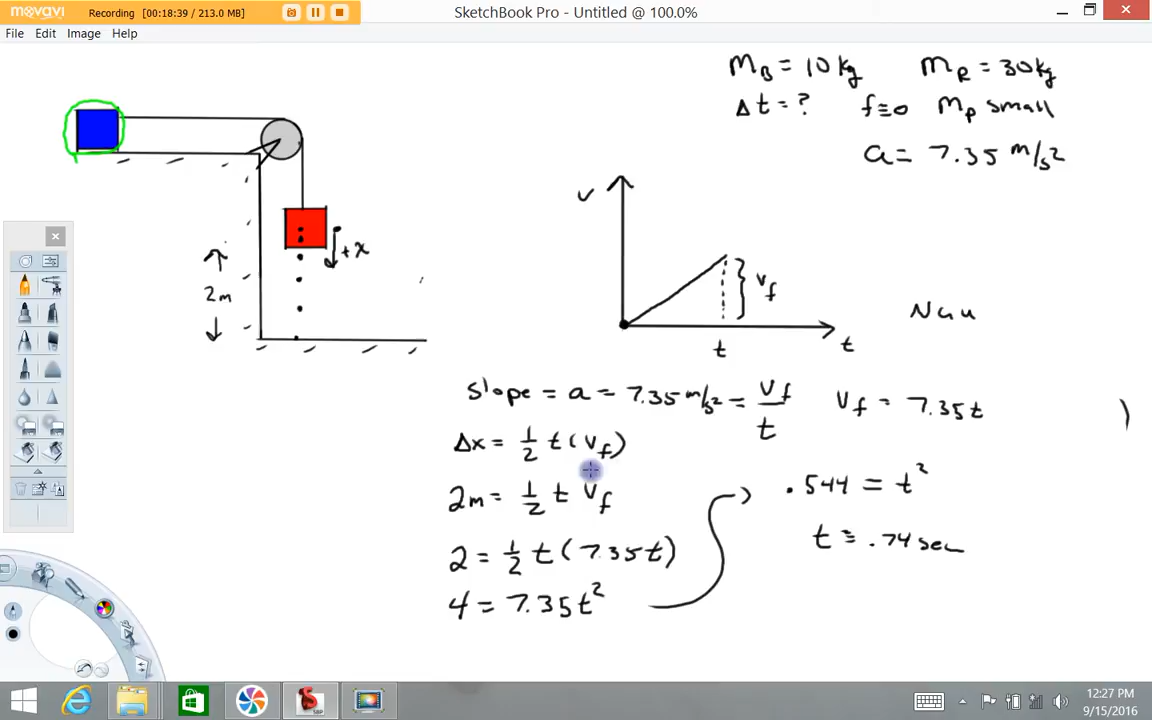 movavi
Recording [00:18:39 / 213.0 MB]
SketchBook Pro - Untitled @ 100.0%
File Edit Image Help
m_B = 10 kg m_R = 30 kg
Δt = ? f≡0 m_p small
a = 7.35 m/s²
v
+x
2m
} v_f
t
t
slope = a = 7.35 m/s² = v_f/t v_f = 7.35t
Δx = ½ t(v_f)
2m = ½ t v_f
.544 = t²
t = .74 sec
2 = ½ t(7.35t)
4 = 7.35t²
12:27 PM
9/15/2016